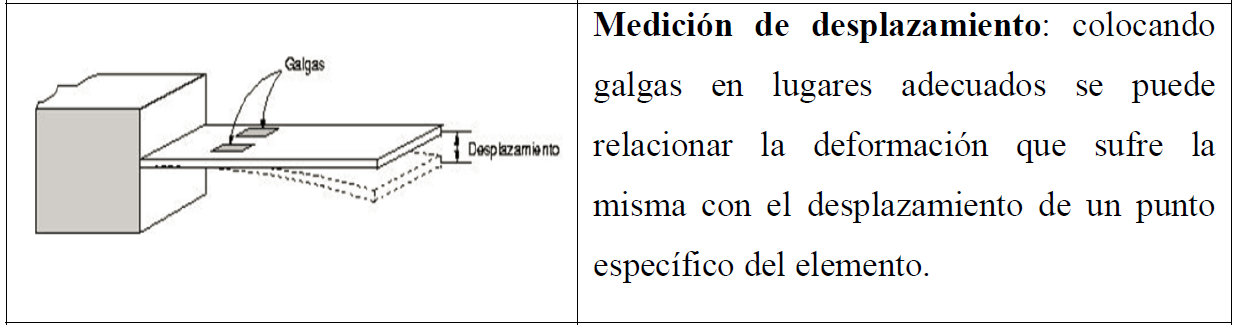 Galgas
Desplazamiento
Medición de desplazamiento: colocando
galgas en lugares adecuados se puede
relacionar la deformación que sufre la
misma con el desplazamiento de un punto
específico del elemento.